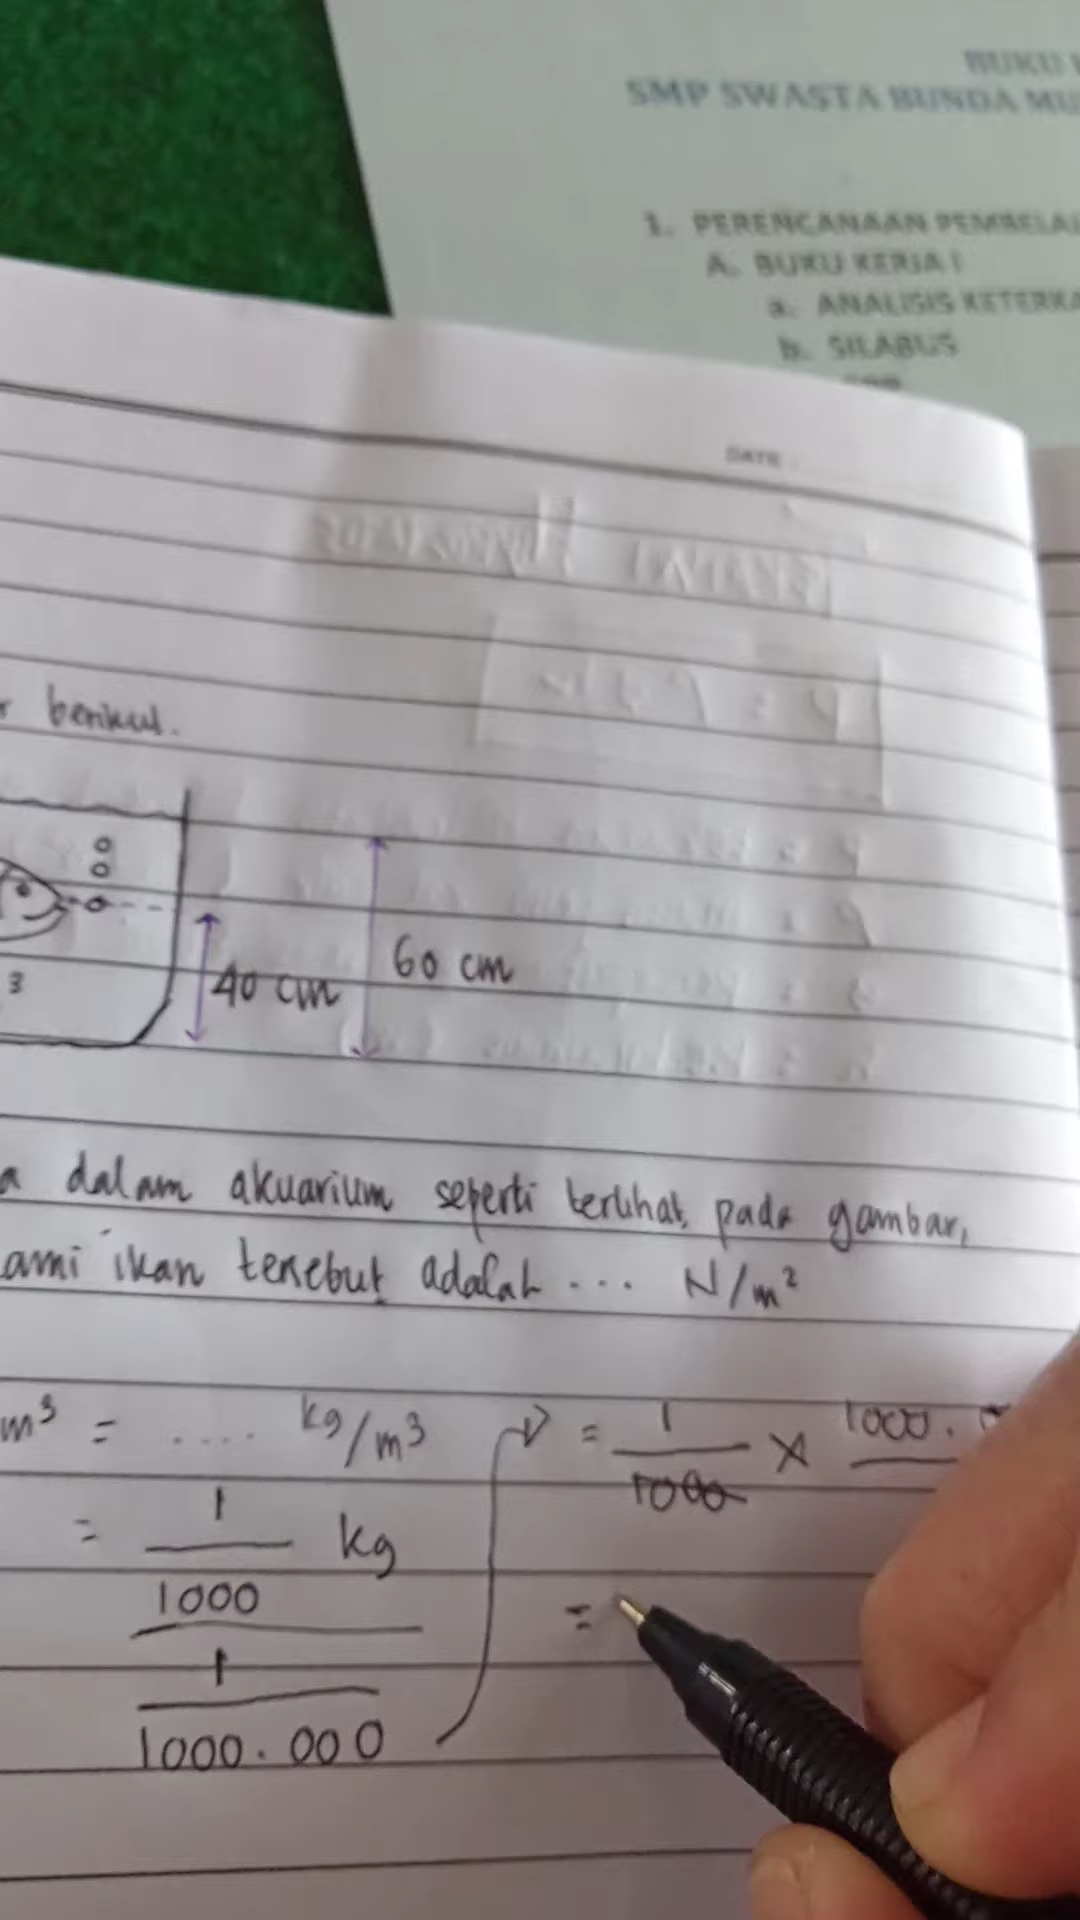 BUKU
SMP SWASTA BUNDA MU
1. PERENCANAAN PEMBELAJ
A. BUKU KERJA I
a. ANALISIS KETERKA
b. SILABUS
DATE :
r berikut.
3
40 cm
60 cm
a dalam akuarium seperti terlihat pada gambar,
ami ikan tersebut adalah ... N/m²
m³ = .... kg/m³
= 1/1000 kg
1/1000.000
= 1/1000 × 1000.
=